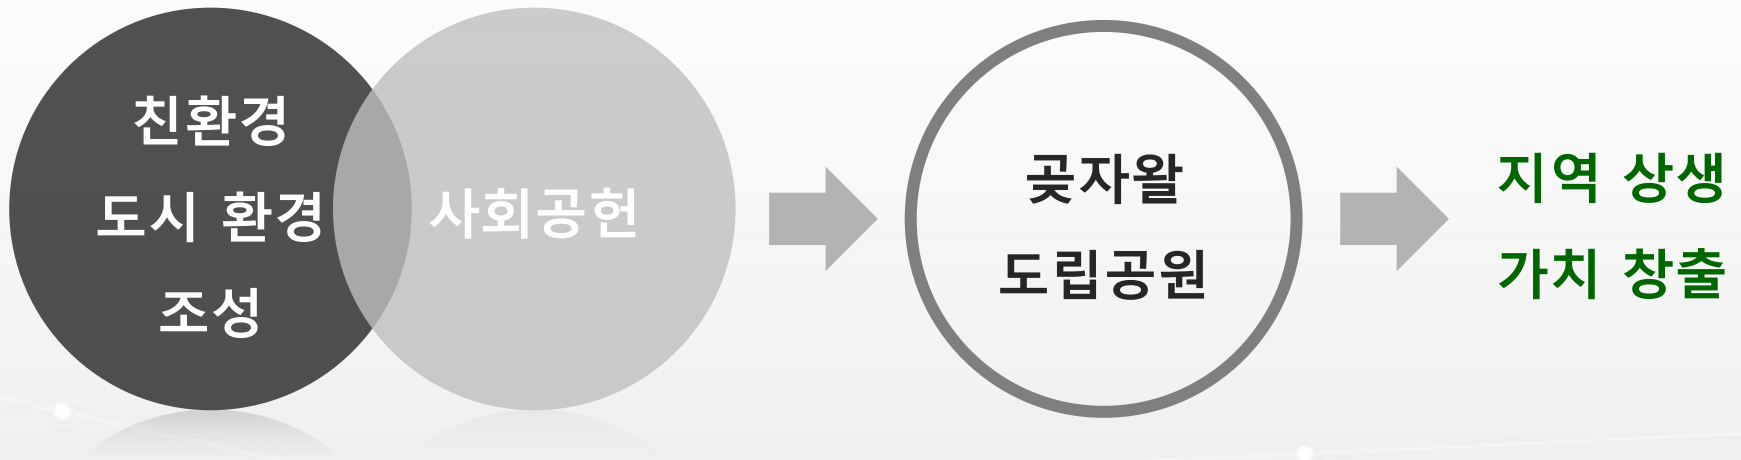 친환경
도시 환경
조성
사회공헌
곶자왈
도립공원
지역 상생
가치 창출